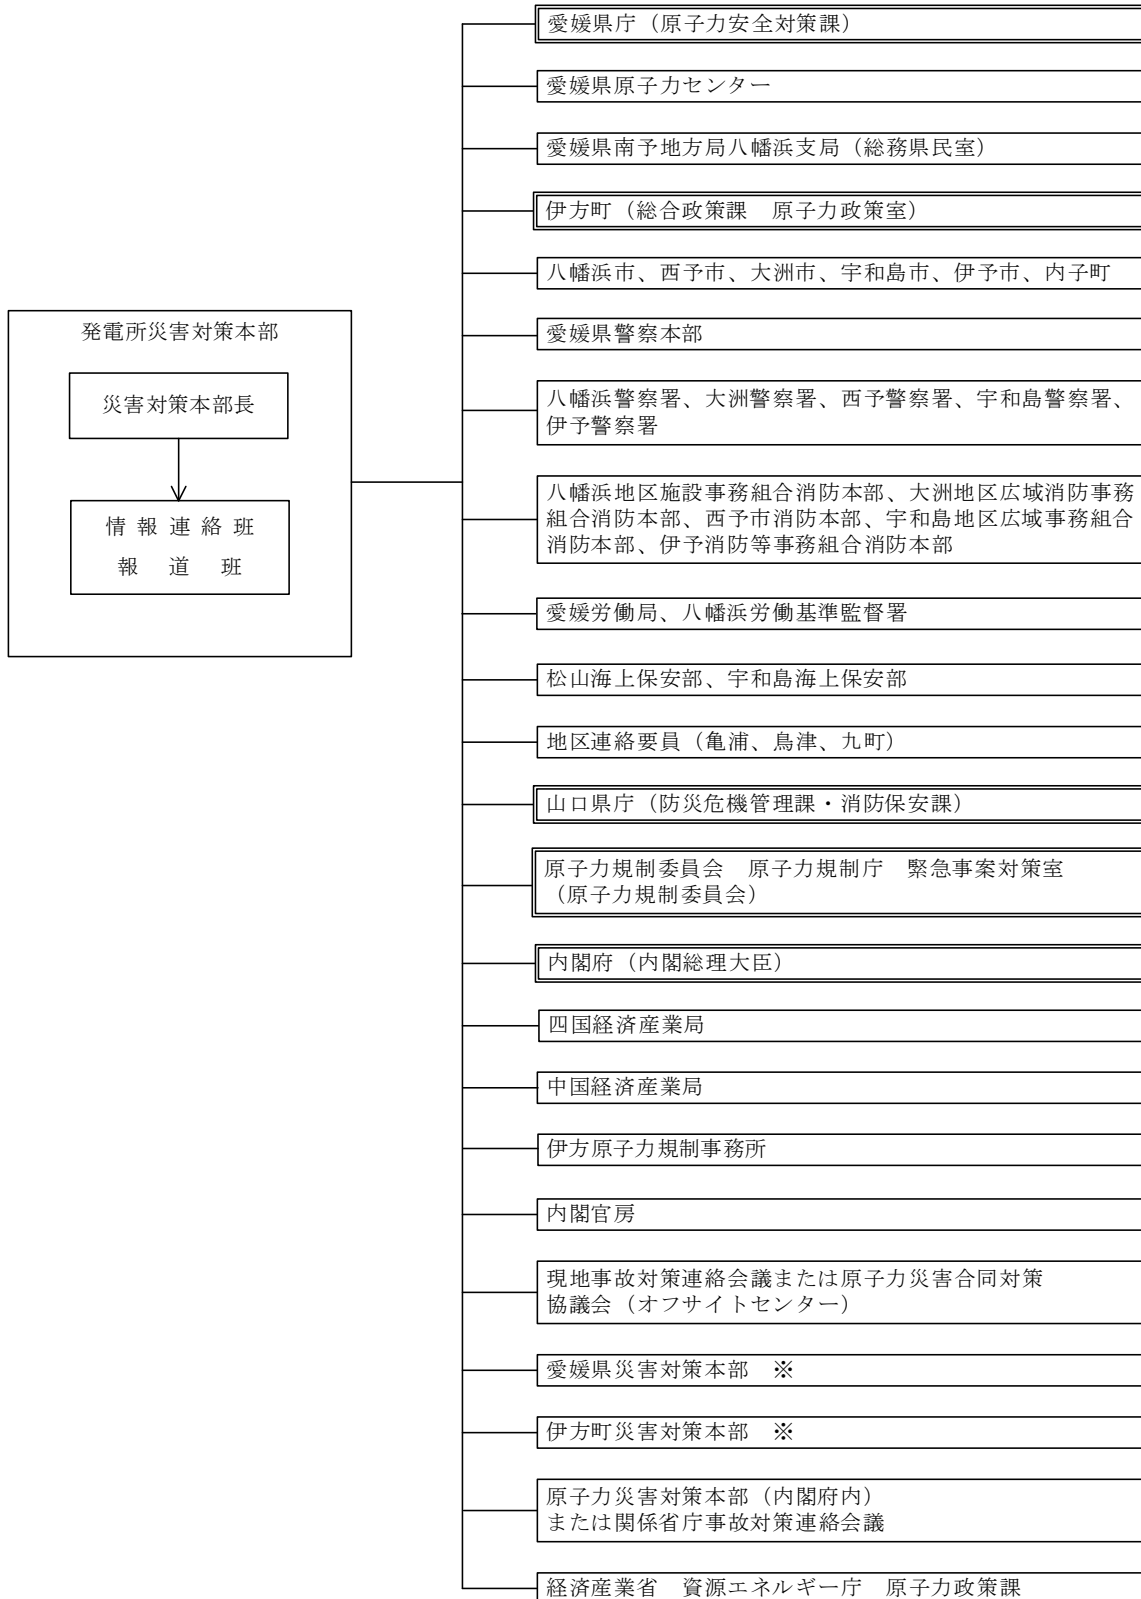 発電所災害対策本部
災害対策本部長
情報連絡班
報道班
愛媛県庁（原子力安全対策課）
愛媛県原子力センター
愛媛県南予地方局八幡浜支局（総務県民室）
伊方町（総合政策課　原子力政策室）
八幡浜市、西予市、大洲市、宇和島市、伊予市、内子町
愛媛県警察本部
八幡浜警察署、大洲警察署、西予警察署、宇和島警察署、
伊予警察署
八幡浜地区施設事務組合消防本部、大洲地区広域消防事務
組合消防本部、西予市消防本部、宇和島地区広域事務組合
消防本部、伊予消防等事務組合消防本部
愛媛労働局、八幡浜労働基準監督署
松山海上保安部、宇和島海上保安部
地区連絡要員（亀浦、鳥津、九町）
山口県庁（防災危機管理課・消防保安課）
原子力規制委員会　原子力規制庁　緊急事案対策室
（原子力規制委員会）
内閣府（内閣総理大臣）
四国経済産業局
中国経済産業局
伊方原子力規制事務所
内閣官房
現地事故対策連絡会議または原子力災害合同対策
協議会（オフサイトセンター）
愛媛県災害対策本部　※
伊方町災害対策本部　※
原子力災害対策本部（内閣府内）
または関係省庁事故対策連絡会議
経済産業省　資源エネルギー庁　原子力政策課